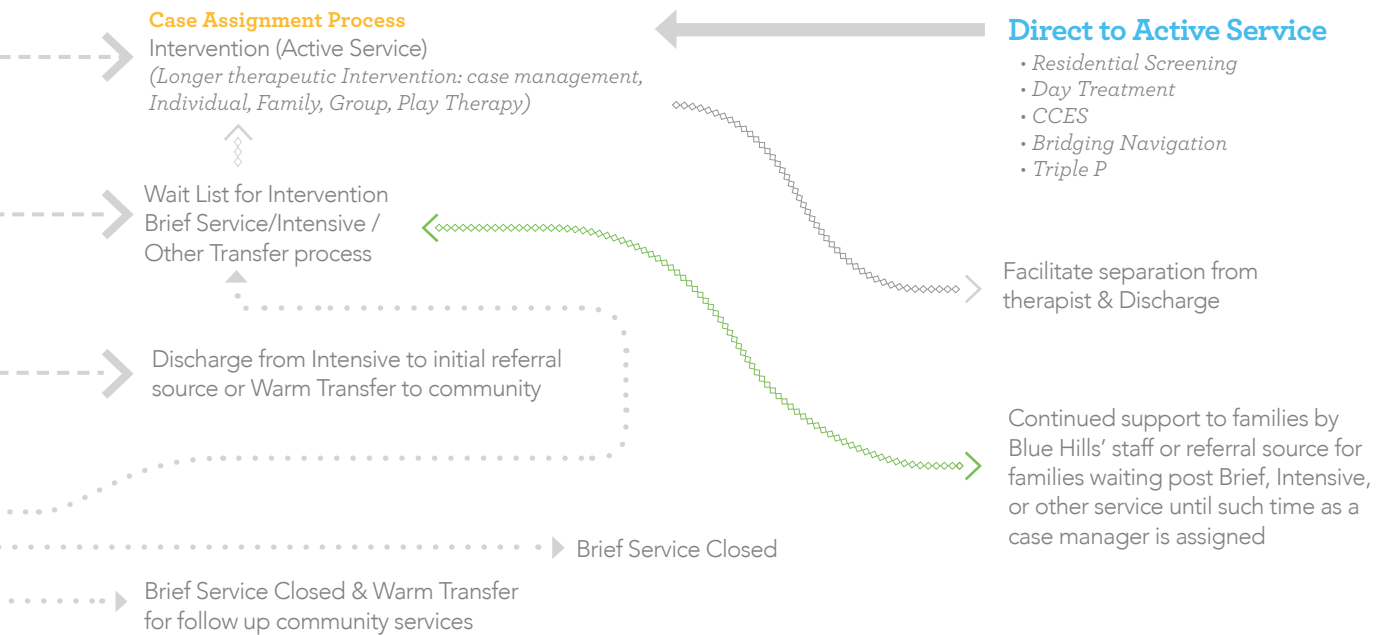 Case Assignment Process
Intervention (Active Service)
(Longer therapeutic Intervention: case management,
Individual, Family, Group, Play Therapy)
Direct to Active Service
• Residential Screening
• Day Treatment
• CCES
• Bridging Navigation
• Triple P
Wait List for Intervention
Brief Service/Intensive /
Other Transfer process
Facilitate separation from
therapist & Discharge
Discharge from Intensive to initial referral
source or Warm Transfer to community
Continued support to families by
Blue Hills’ staff or referral source for
families waiting post Brief, Intensive,
or other service until such time as a
case manager is assigned
Brief Service Closed
Brief Service Closed & Warm Transfer
for follow up community services